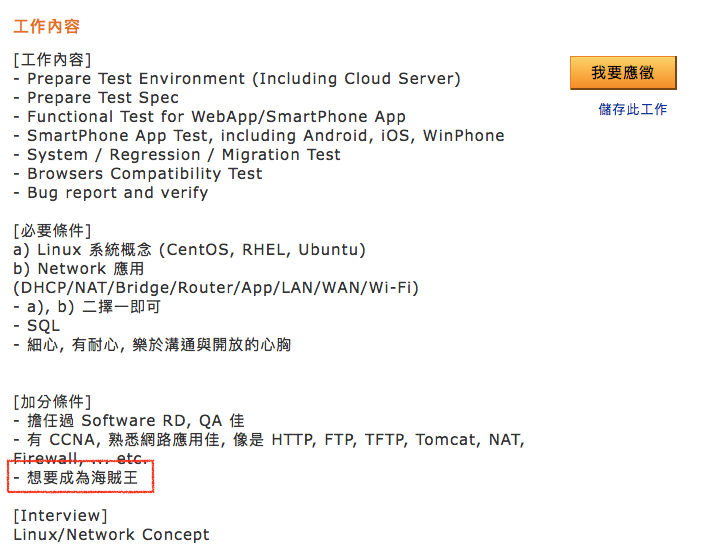 工作內容
[工作內容]
- Prepare Test Environment (Including Cloud Server)
我要應徵
- Prepare Test Spec
儲存此工作
- Functional Test for WebApp/SmartPhone App
- SmartPhone App Test, including Android, iOS, WinPhone
- System / Regression / Migration Test
- Browsers Compatibility Test
- Bug report and verify
[必要條件]
a) Linux 系統概念 (CentOS, RHEL, Ubuntu)
b) Network 應用
(DHCP/NAT/Bridge/Router/App/LAN/WAN/Wi-Fi)
- a), b) 二擇一即可
- SQL
- 細心, 有耐心, 樂於溝通與開放的心胸
[加分條件]
- 擔任過 Software RD, QA 佳
- 有 CCNA, 熟悉網路應用佳, 像是 HTTP, FTP, TFTP, Tomcat, NAT,
Firewall, ... etc.
- 想要成為海賊王
[Interview]
Linux/Network Concept